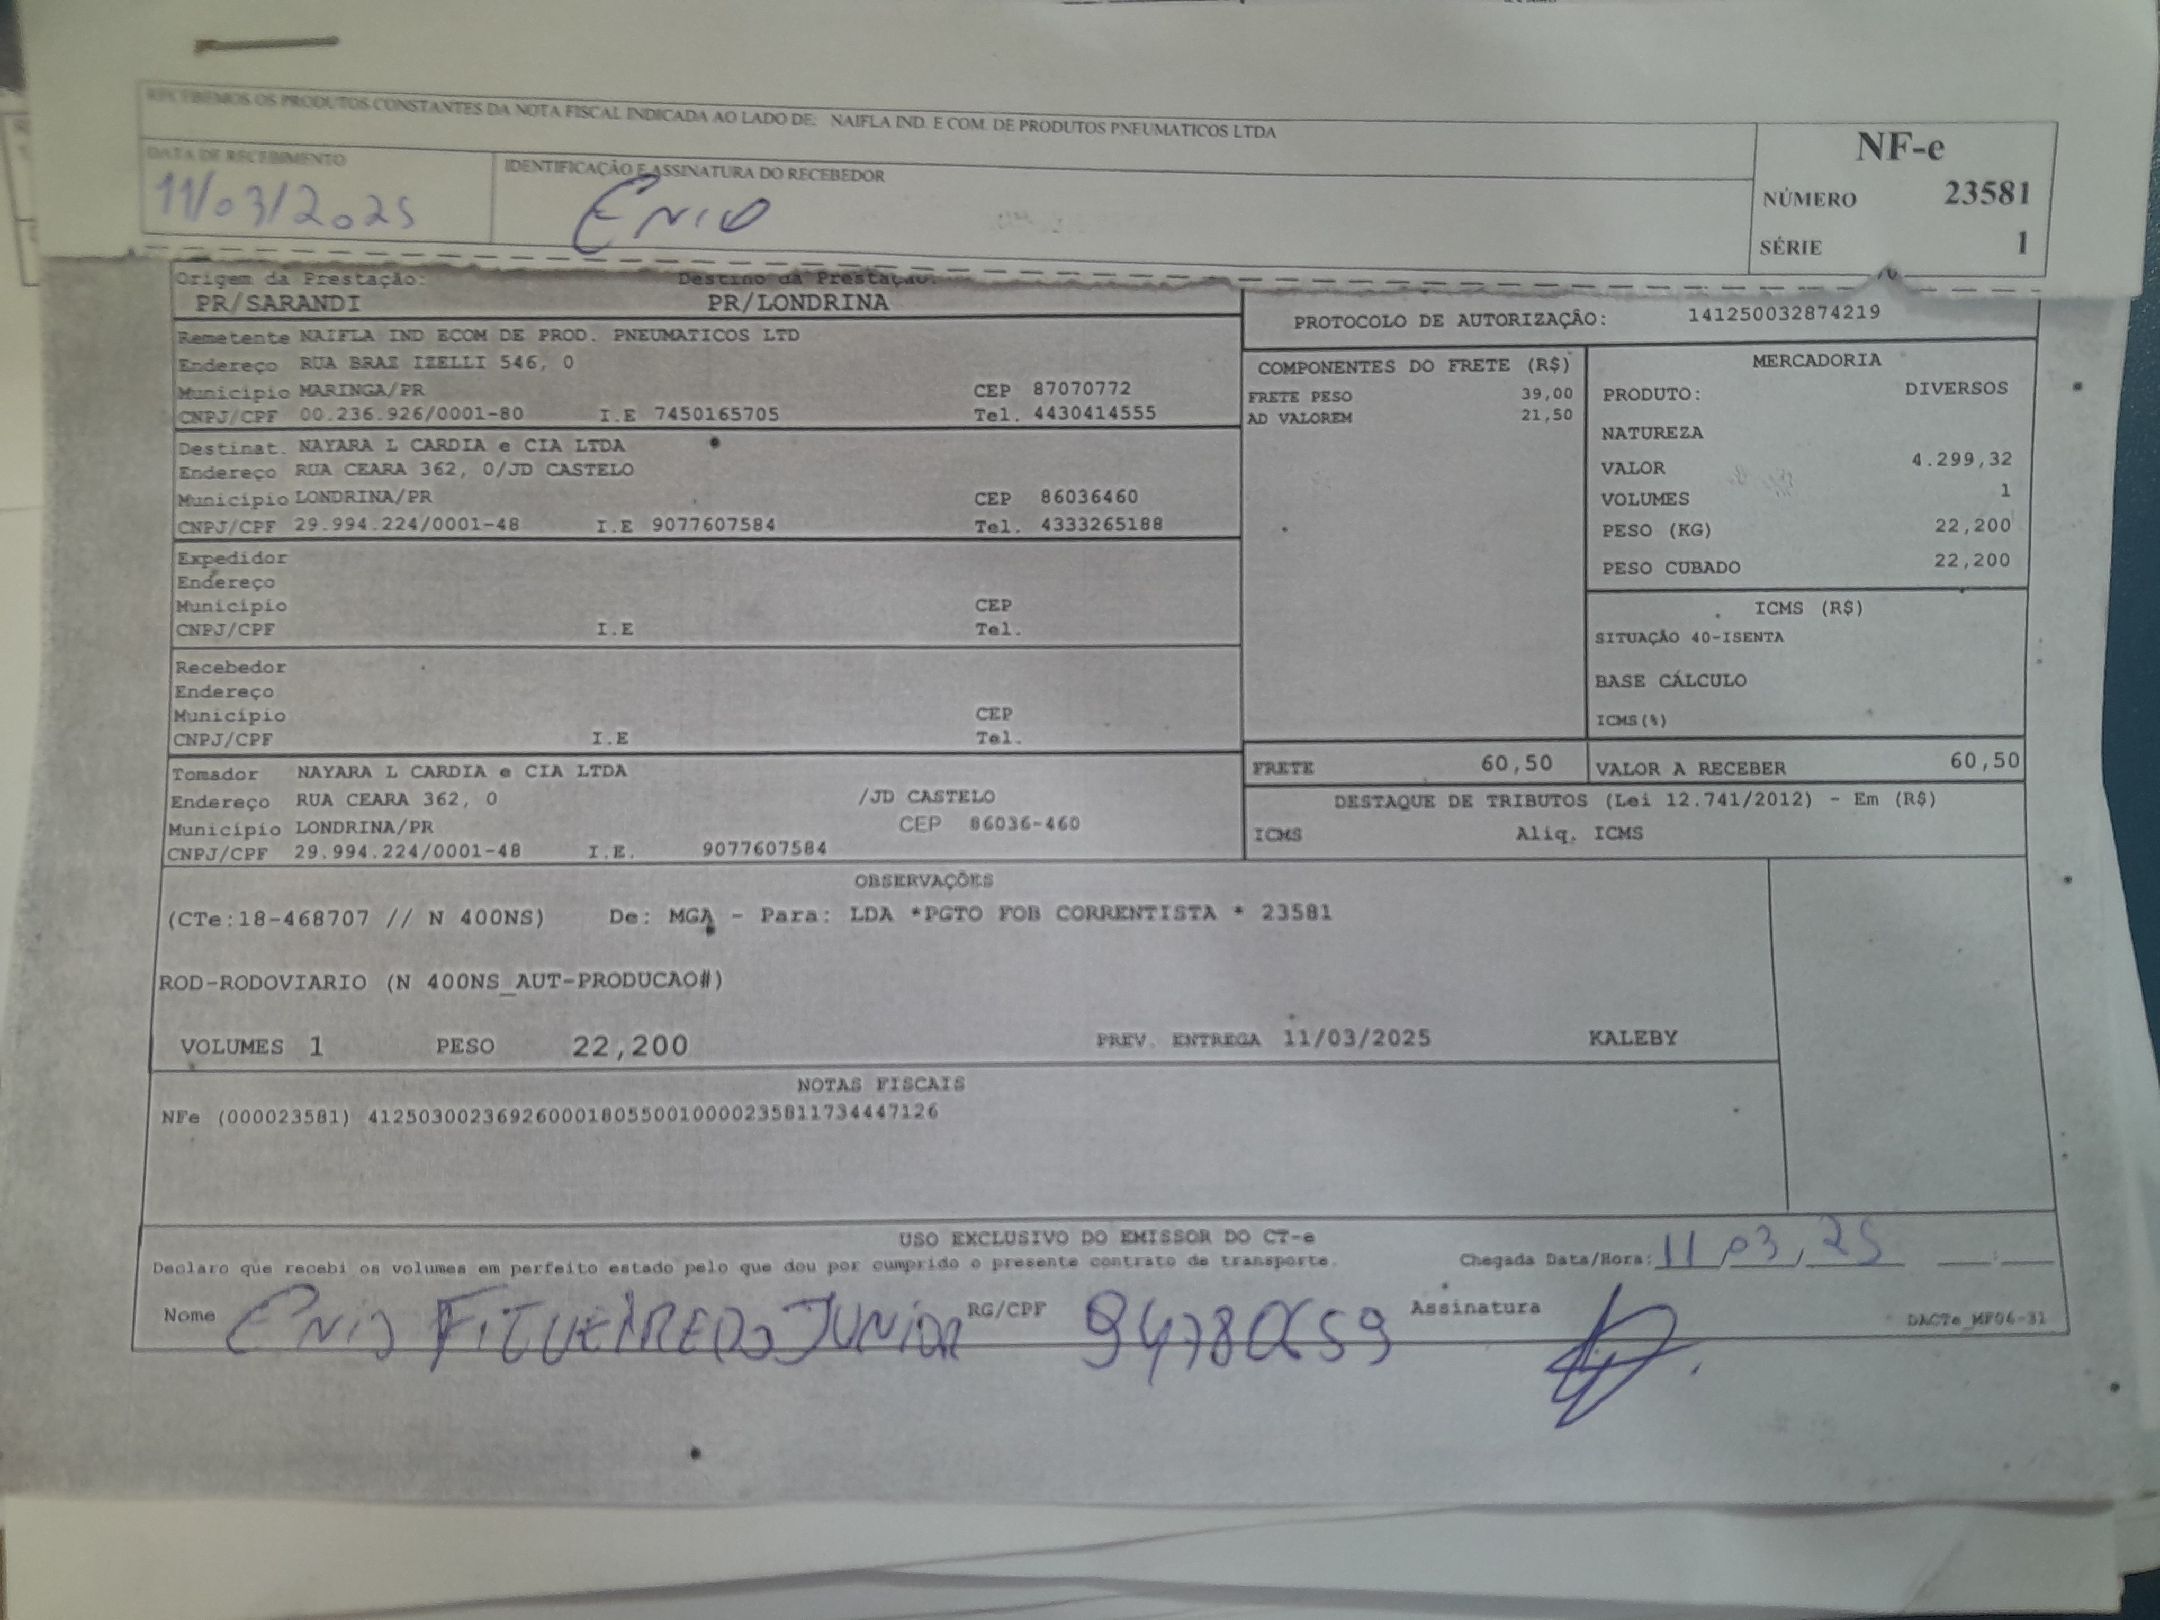 RECEBEMOS OS PRODUTOS CONSTANTES DA NOTA FISCAL INDICADA AO LADO DE: NAIFLA IND. E COM. DE PRODUTOS PNEUMATICOS LTDA
NF-e
DATA DE RECEBIMENTO IDENTIFICAÇÃO E ASSINATURA DO RECEBEDOR
NÚMERO 23581
11/03/2025 Enio
SÉRIE 1
Origem da Prestação: Destino da Prestação:
PR/SARANDI PR/LONDRINA
PROTOCOLO DE AUTORIZAÇÃO: 141250032874219
Remetente NAIFLA IND ECOM DE PROD. PNEUMATICOS LTD
Endereço RUA BRAZ IZELLI 546, 0
Município MARINGA/PR CEP 87070772
CNPJ/CPF 00.236.926/0001-80 I.E 7450165705 Tel. 4430414555
Destinat. NAYARA L CARDIA e CIA LTDA
Endereço RUA CEARA 362, 0/JD CASTELO
Município LONDRINA/PR CEP 86036460
CNPJ/CPF 29.994.224/0001-48 I.E 9077607584 Tel. 4333265188
Expedidor
Endereço
Município CEP
CNPJ/CPF I.E Tel.
Recebedor
Endereço
Município CEP
CNPJ/CPF I.E Tel.
Tomador NAYARA L CARDIA e CIA LTDA
Endereço RUA CEARA 362, 0 /JD CASTELO
Município LONDRINA/PR CEP 86036-460
CNPJ/CPF 29.994.224/0001-48 I.E. 9077607584
COMPONENTES DO FRETE (R$)
FRETE PESO 39,00
AD VALOREM 21,50
MERCADORIA
PRODUTO: DIVERSOS
NATUREZA
VALOR 4.299,32
VOLUMES 1
PESO (KG) 22,200
PESO CUBADO 22,200
ICMS (R$)
SITUAÇÃO 40-ISENTA
BASE CÁLCULO
ICMS(%)
FRETE 60,50 VALOR A RECEBER 60,50
DESTAQUE DE TRIBUTOS (Lei 12.741/2012) - Em (R$)
ICMS Aliq. ICMS
OBSERVAÇÕES
(CTe:18-468707 // N 400NS) De: MGA - Para: LDA *PGTO FOB CORRENTISTA * 23581
ROD-RODOVIARIO (N 400NS_AUT-PRODUCAO#)
VOLUMES 1 PESO 22,200 PREV. ENTREGA 11/03/2025 KALEBY
NOTAS FISCAIS
NFe (000023581) 41250300236926000180550010000235811734447126
USO EXCLUSIVO DO EMISSOR DO CT-e
Declaro que recebi os volumes em perfeito estado pelo que dou por cumprido o presente contrato de transporte. Chegada Data/Hora: 11/03/25 :
Nome Enio FIGUEIREDO JUNIOR RG/CPF Assinatura
DACTe_MF06-31